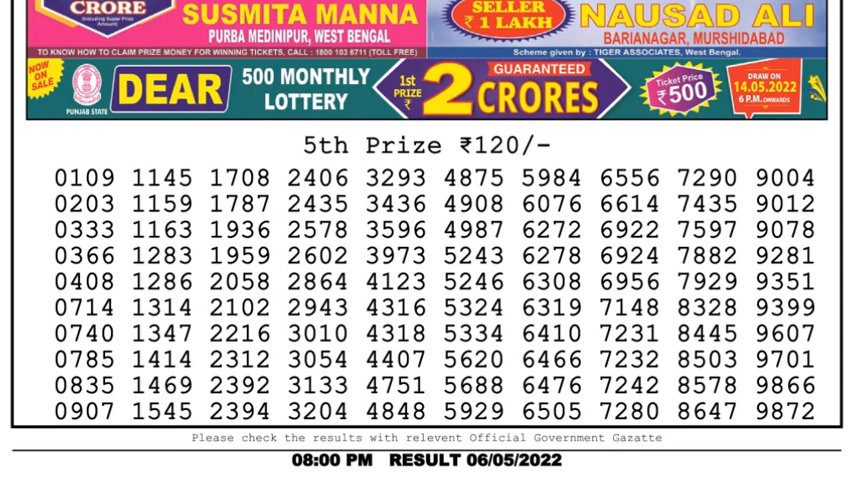 CRORE
(Including Super Prize Amount)
SUSMITA MANNA
PURBA MEDINIPUR, WEST BENGAL
TO KNOW HOW TO CLAIM PRIZE MONEY FOR WINNING TICKETS, CALL : 1800 103 6711 (TOLL FREE)
SELLER
₹ 1 LAKH
NAUSAD ALI
BARIANAGAR, MURSHIDABAD
Scheme given by : TIGER ASSOCIATES, West Bengal.
NOW
ON
SALE
PUNJAB STATE
DEAR
500 MONTHLY
LOTTERY
1st
PRIZE
₹
2
GUARANTEED
CRORES
Ticket Price
₹500
DRAW ON
14.05.2022
6 P.M. ONWARDS
5th Prize ₹120/-
0109 1145 1708 2406 3293 4875 5984 6556 7290 9004
0203 1159 1787 2435 3436 4908 6076 6614 7435 9012
0333 1163 1936 2578 3596 4987 6272 6922 7597 9078
0366 1283 1959 2602 3973 5243 6278 6924 7882 9281
0408 1286 2058 2864 4123 5246 6308 6956 7929 9351
0714 1314 2102 2943 4316 5324 6319 7148 8328 9399
0740 1347 2216 3010 4318 5334 6410 7231 8445 9607
0785 1414 2312 3054 4407 5620 6466 7232 8503 9701
0835 1469 2392 3133 4751 5688 6476 7242 8578 9866
0907 1545 2394 3204 4848 5929 6505 7280 8647 9872
Please check the results with relevent Official Government Gazatte
08:00 PM RESULT 06/05/2022